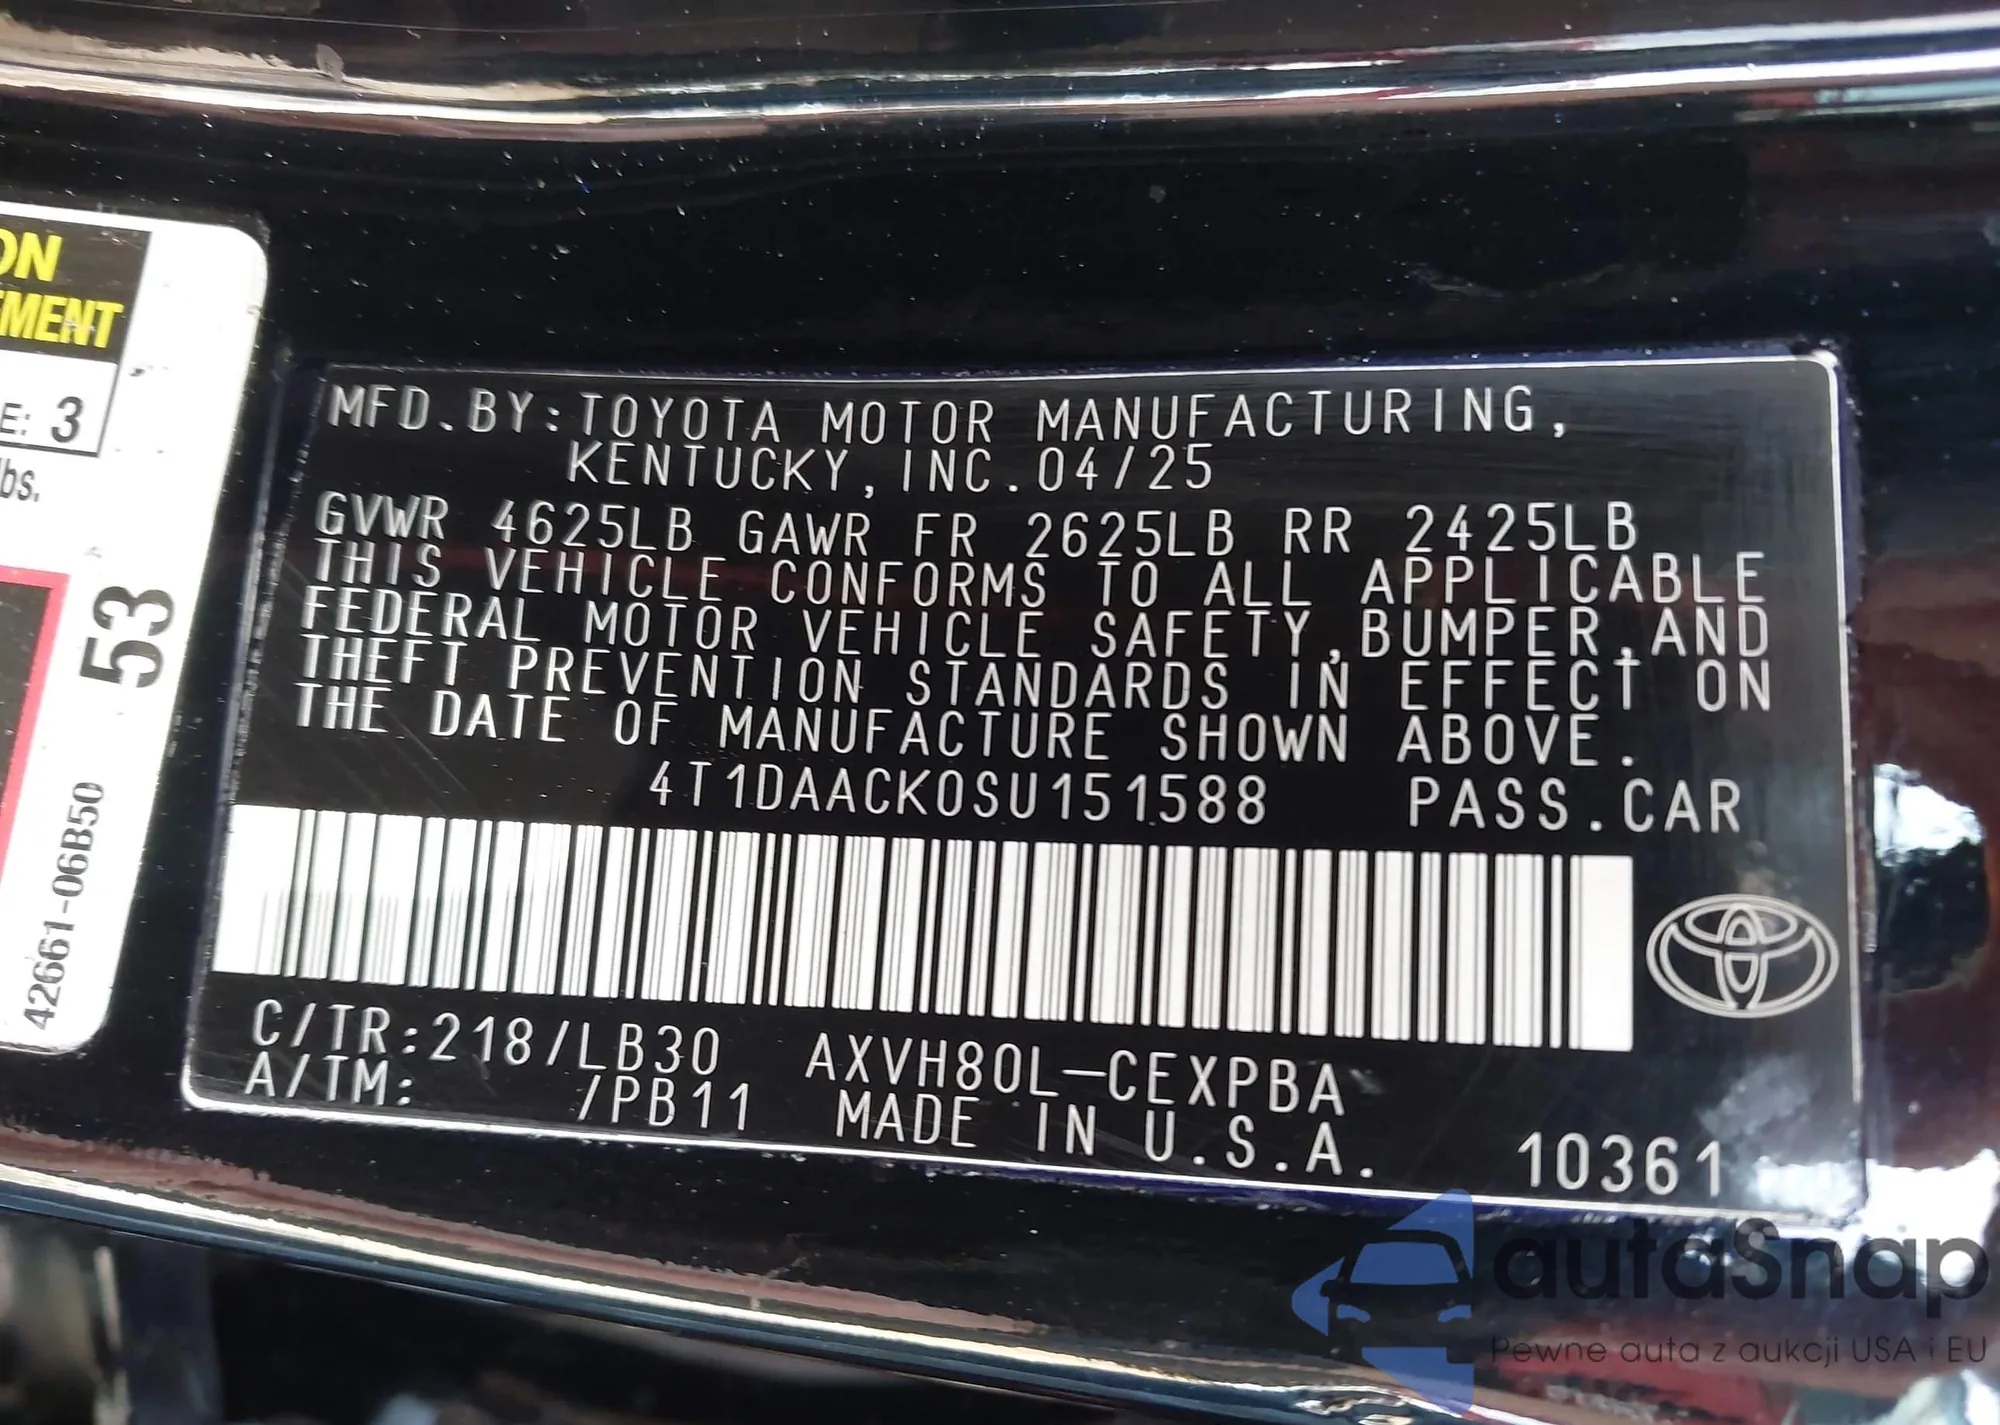 ON
EMENT
E: 3
lbs.
53
42661-06B50
MFD.BY:TOYOTA MOTOR MANUFACTURING,
KENTUCKY,INC.04/25
GVWR 4625LB GAWR FR 2625LB RR 2425LB
THIS VEHICLE CONFORMS TO ALL APPLICABLE
FEDERAL MOTOR VEHICLE SAFETY,BUMPER,AND
THEFT PREVENTION STANDARDS IN EFFECT ON
THE DATE OF MANUFACTURE SHOWN ABOVE.
4T1DAACK0SU151588 PASS.CAR
C/TR:218/LB30 AXVH80L-CEXPBA
A/TM: /PB11 MADE IN U.S.A. 10361
autaSnap
Pewne auta z aukcji USA i EU